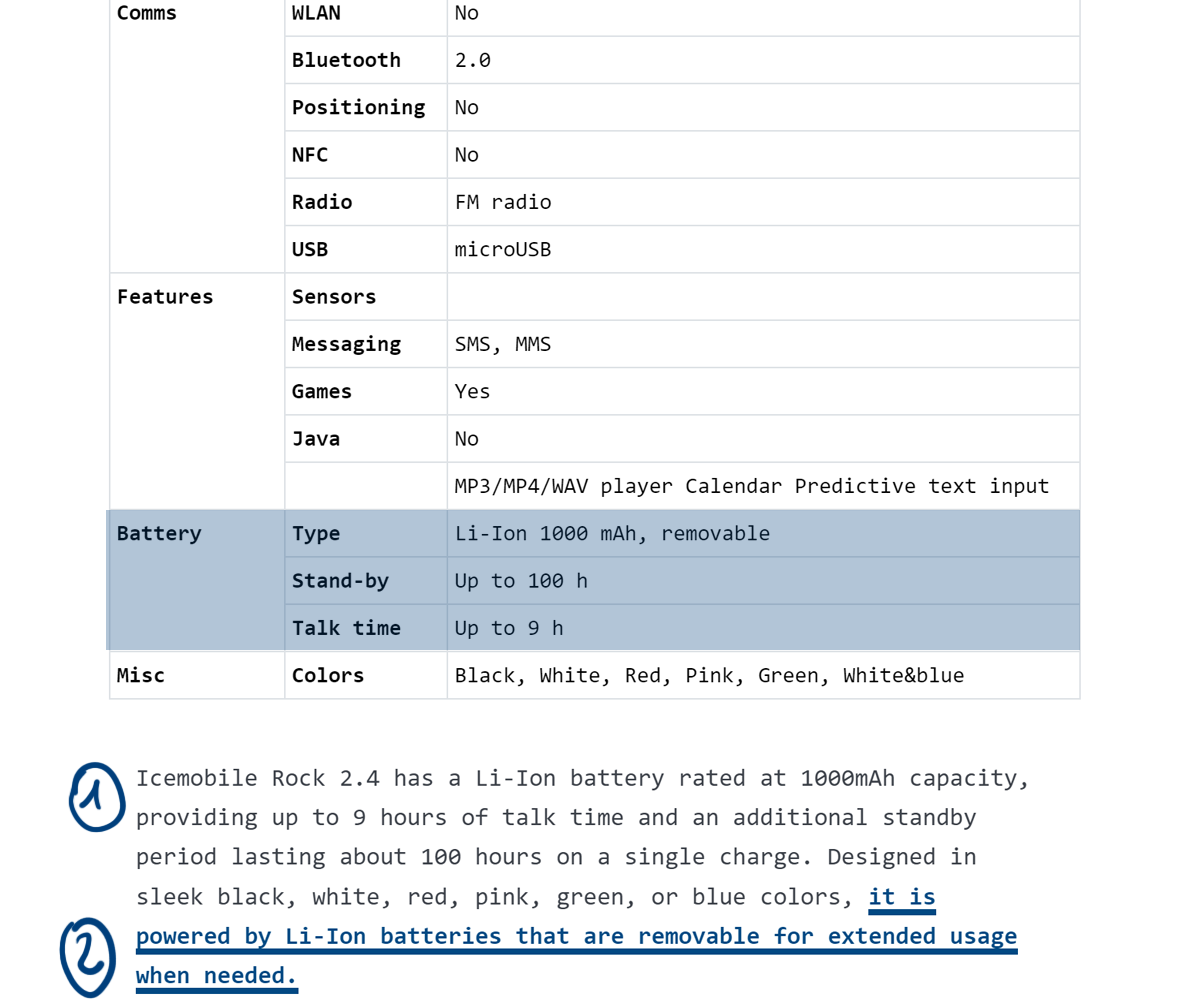 Comms WLAN No
Bluetooth 2.0
Positioning No
NFC No
Radio FM radio
USB microUSB
Features Sensors
Messaging SMS, MMS
Games Yes
Java No
MP3/MP4/WAV player Calendar Predictive text input
Battery Type Li-Ion 1000 mAh, removable
Stand-by Up to 100 h
Talk time Up to 9 h
Misc Colors Black, White, Red, Pink, Green, White&blue
1 Icemobile Rock 2.4 has a Li-Ion battery rated at 1000mAh capacity,
providing up to 9 hours of talk time and an additional standby
period lasting about 100 hours on a single charge. Designed in
sleek black, white, red, pink, green, or blue colors, it is
2 powered by Li-Ion batteries that are removable for extended usage
when needed.